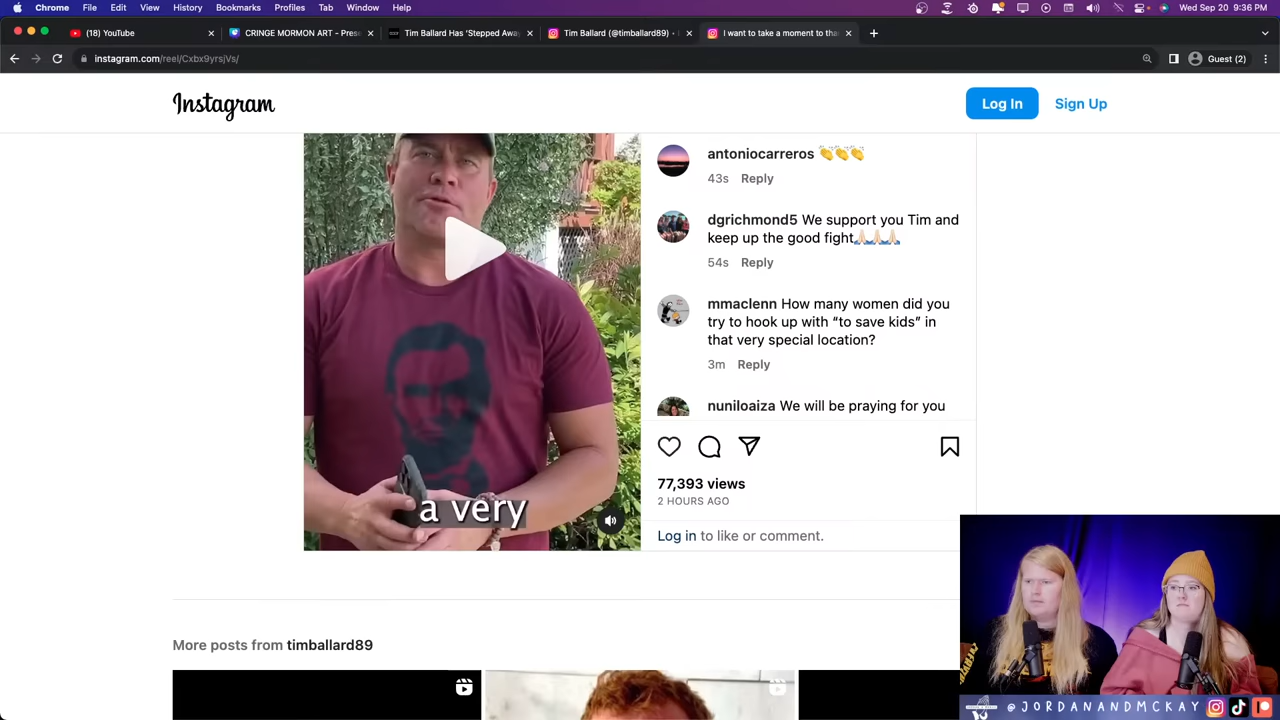 Chrome File Edit View History Bookmarks Profiles Tab Window Help Wed Sep 20 9:36 PM
(18) YouTube CRINGE MORMON ART - Prese Tim Ballard Has 'Stepped Away Tim Ballard (@timballard89) • I want to take a moment to tha
instagram.com/reel/Cxbx9yrsjVs/ Guest (2)
Instagram
Log In Sign Up
antoniocarreros 👏👏👏
43s Reply
dgrichmond5 We support you Tim and
keep up the good fight🙏🏻🙏🏻🙏🏻
54s Reply
mmaclenn How many women did you
try to hook up with “to save kids” in
that very special location?
3m Reply
nuniloaiza We will be praying for you
a very
77,393 views
2 HOURS AGO
Log in to like or comment.
More posts from timballard89
@JORDANANDMCKAY